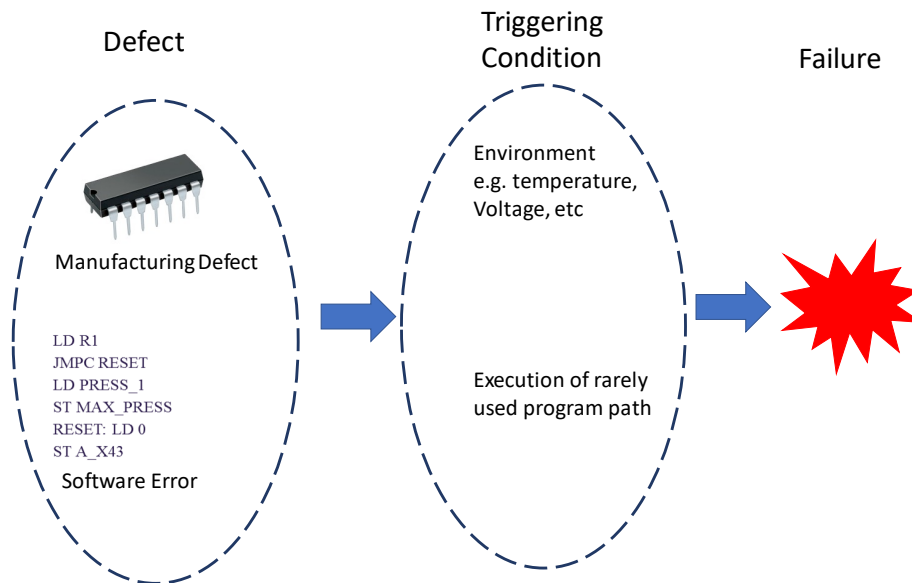 Defect
Triggering
Condition
Failure
Manufacturing Defect
LD R1
JMPC RESET
LD PRESS_1
ST MAX_PRESS
RESET: LD 0
ST A_X43
Software Error
Environment
e.g. temperature,
Voltage, etc
Execution of rarely
used program path